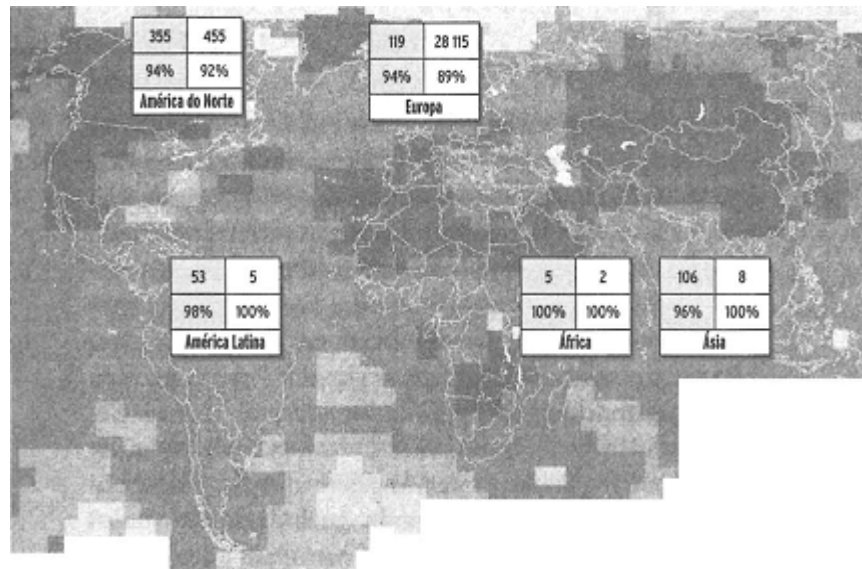 355 455
94% 92%
América do Norte
119 28 115
94% 89%
Europa
53 5
98% 100%
América Latina
5 2
100% 100%
África
106 8
96% 100%
Ásia